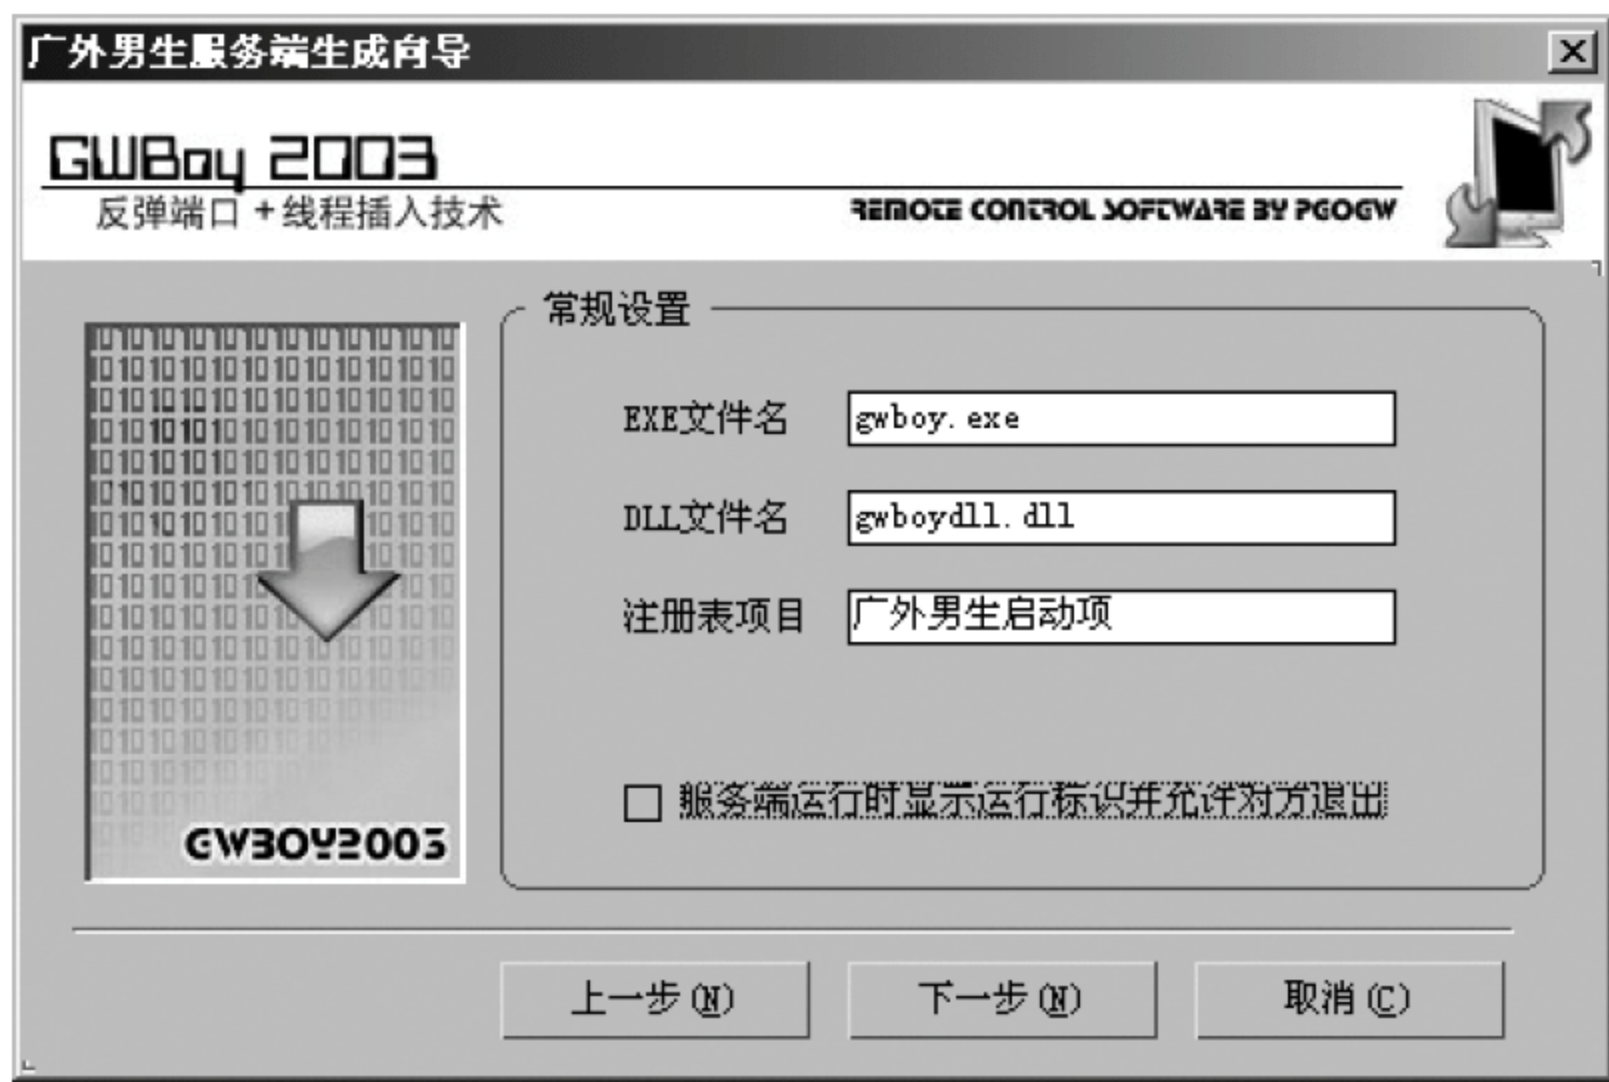 广外男生服务端生成向导
GWBoy 2003
反弹端口+线程插入技术
REMOTE CONTROL SOFTWARE BY PGOGW
常规设置
EXE文件名 gwboy.exe
DLL文件名 gwboydll.dll
注册表项目 广外男生启动项
服务端运行时显示运行标识并允许对方退出
GWBOY2003
上一步(N) 下一步(N) 取消(C)